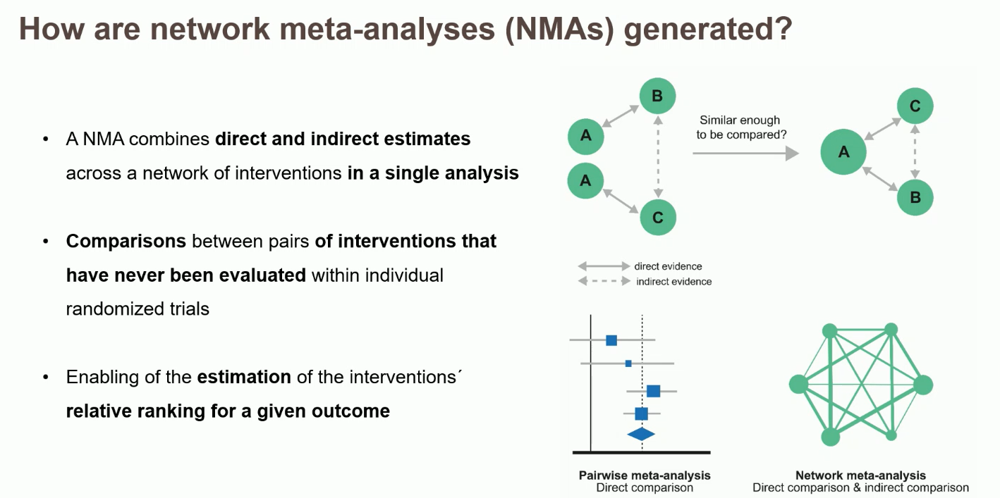 How are network meta-analyses (NMAs) generated?
• A NMA combines direct and indirect estimates
across a network of interventions in a single analysis
• Comparisons between pairs of interventions that
have never been evaluated within individual
randomized trials
• Enabling of the estimation of the interventions´
relative ranking for a given outcome
B
A
A
C
Similar enough
to be compared?
C
A
B
direct evidence
indirect evidence
Pairwise meta-analysis
Direct comparison
Network meta-analysis
Direct comparison & indirect comparison